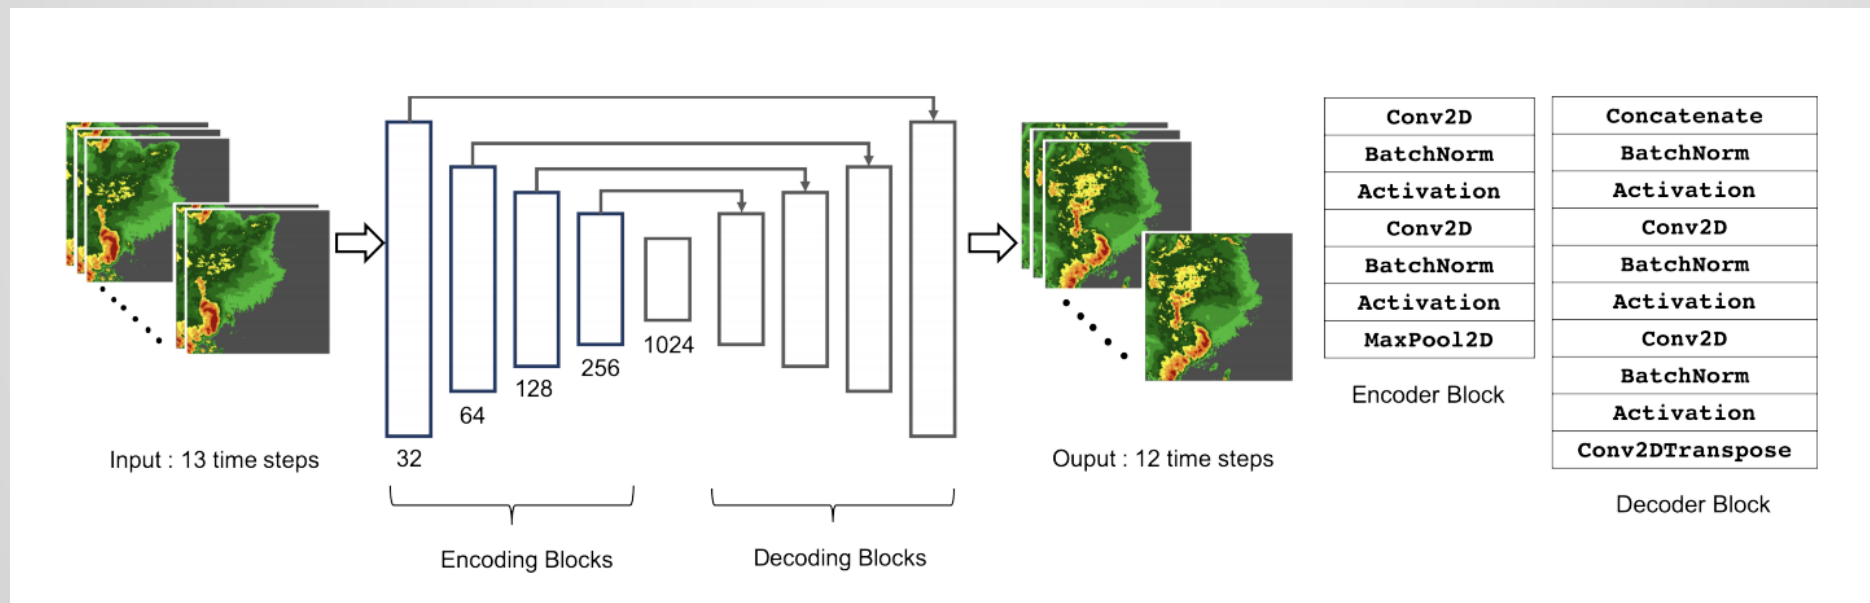 Input : 13 time steps
32
64
128
256
1024
Encoding Blocks
Decoding Blocks
Ouput : 12 time steps
Conv2D
BatchNorm
Activation
Conv2D
BatchNorm
Activation
MaxPool2D
Encoder Block
Concatenate
BatchNorm
Activation
Conv2D
BatchNorm
Activation
Conv2D
BatchNorm
Activation
Conv2DTranspose
Decoder Block